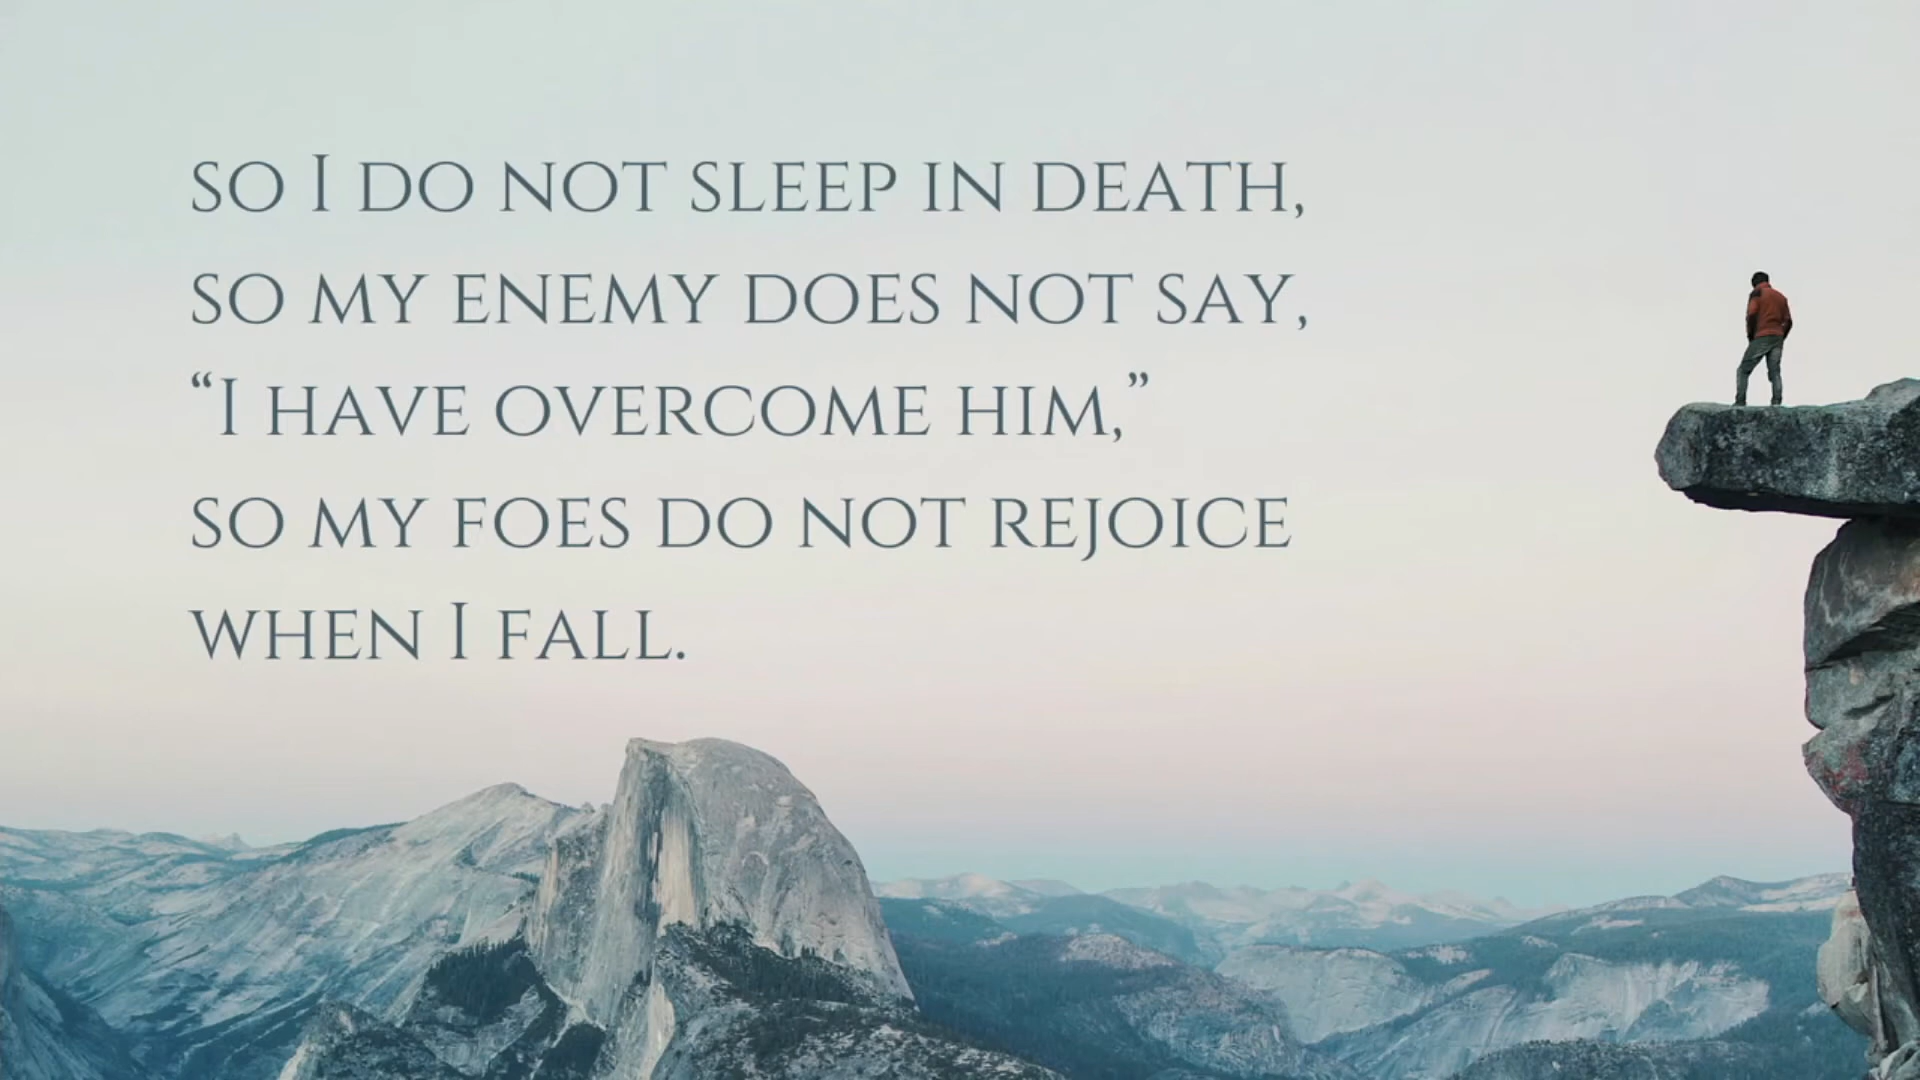 so I do not sleep in death,
so my enemy does not say,
“I have overcome him,”
so my foes do not rejoice
when I fall.